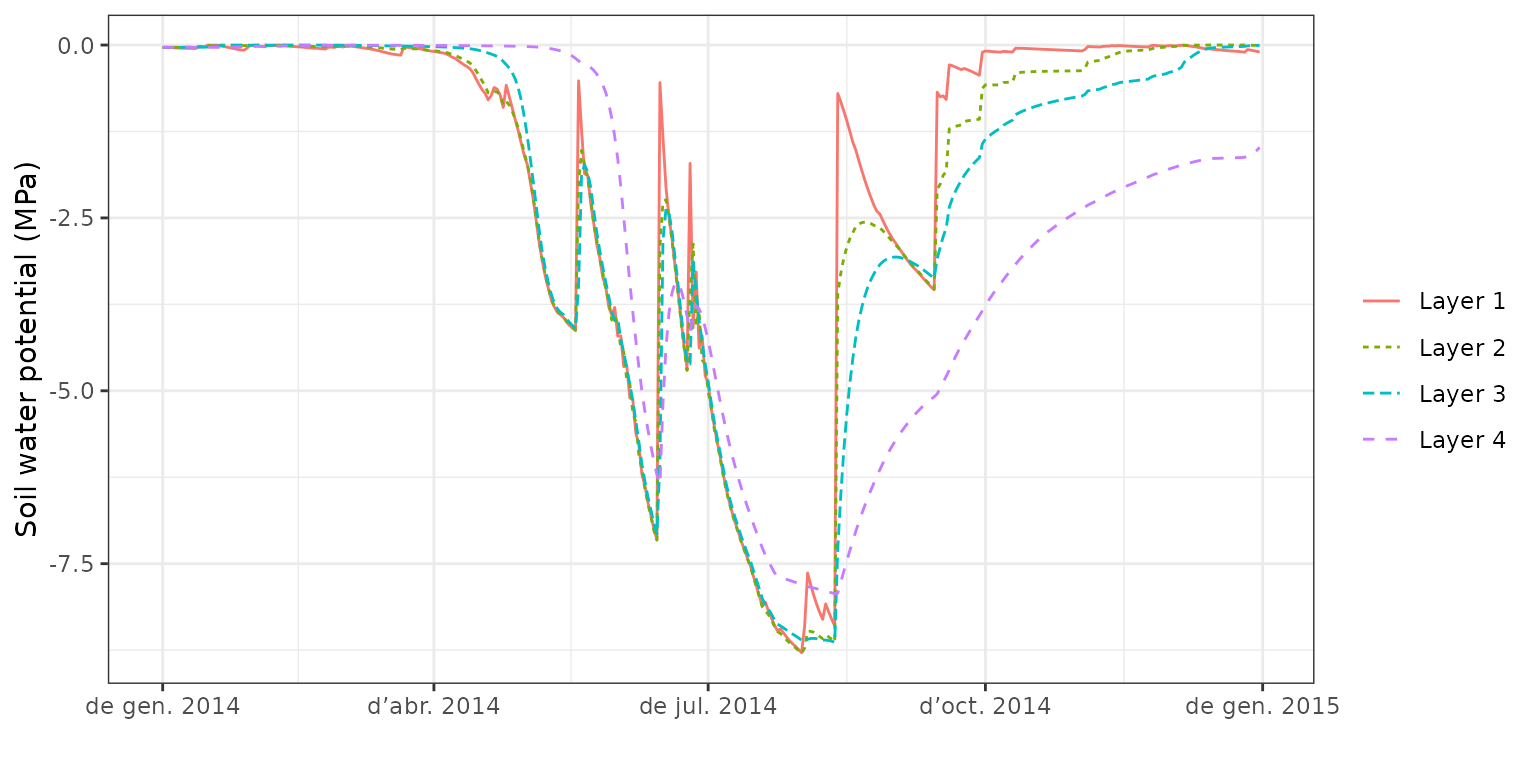 Soil water potential (MPa)
0.0
-2.5
-5.0
-7.5
de gen. 2014
d’abr. 2014
de jul. 2014
d’oct. 2014
de gen. 2015
Layer 1
Layer 2
Layer 3
Layer 4